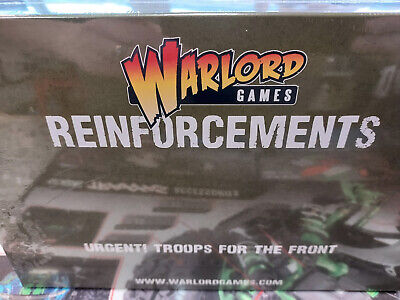 WARLORD
GAMES
REINFORCEMENTS
URGENT! TROOPS FOR THE FRONT
WWW.WARLORDGAMES.COM